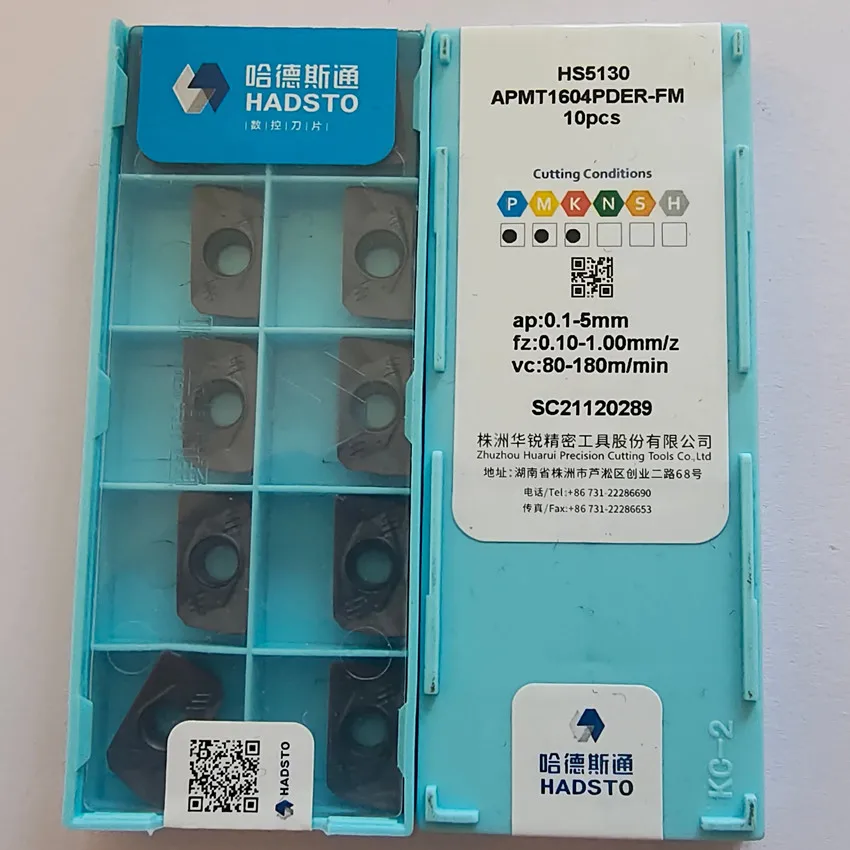 哈德斯通
HADSTO
数控刀片
HADSTO
HS5130
APMT1604PDER-FM
10pcs
Cutting Conditions
P M K N S H
ap:0.1-5mm
fz:0.10-1.00mm/z
vc:80-180m/min
SC21120289
株洲华锐精密工具股份有限公司
Zhuzhou Huarui Precision Cutting Tools Co.,Ltd
地址:湖南省株洲市芦淞区创业二路68号
电话/Tel:+86 731-22286690
传真/Fax:+86 731-22286653
哈德斯通
HADSTO
KC-2